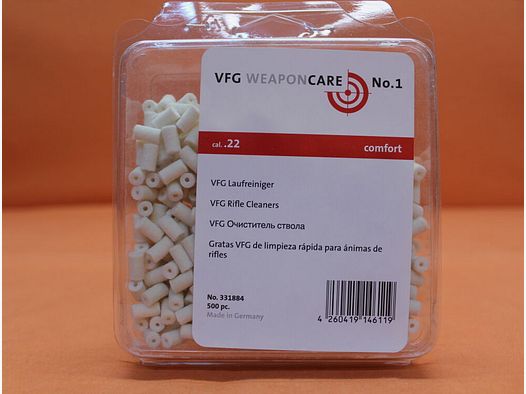 VFG WEAPONCARE No.1
cal. .22 comfort
VFG Laufreiniger
VFG Rifle Cleaners
VFG Очиститель ствола
Gratas VFG de limpieza rápida para ánimas de
rifles
No. 331884
500 pc.
Made in Germany
4 260419 146119